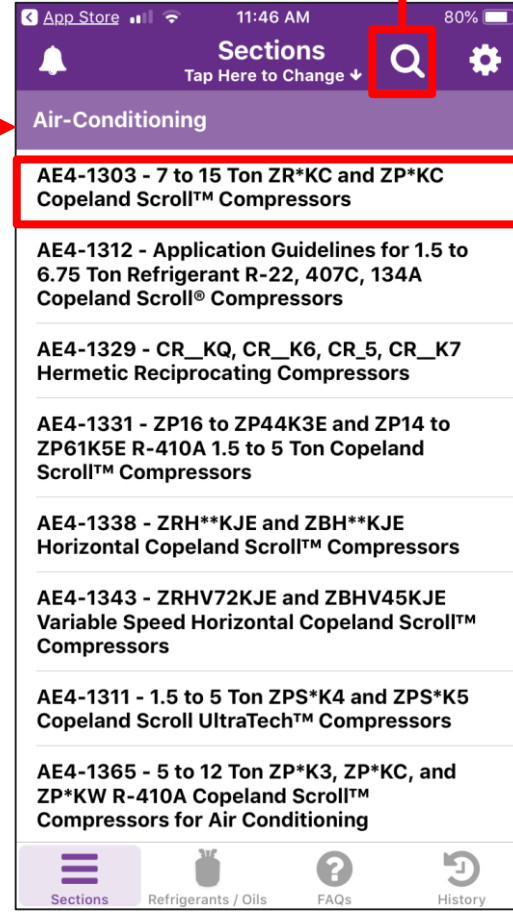 App Store 11:46 AM 80%
Sections
Tap Here to Change ↓
Air-Conditioning
AE4-1303 - 7 to 15 Ton ZR*KC and ZP*KC
Copeland Scroll™ Compressors
AE4-1312 - Application Guidelines for 1.5 to
6.75 Ton Refrigerant R-22, 407C, 134A
Copeland Scroll® Compressors
AE4-1329 - CR__KQ, CR__K6, CR_5, CR__K7
Hermetic Reciprocating Compressors
AE4-1331 - ZP16 to ZP44K3E and ZP14 to
ZP61K5E R-410A 1.5 to 5 Ton Copeland
Scroll™ Compressors
AE4-1338 - ZRH**KJE and ZBH**KJE
Horizontal Copeland Scroll™ Compressors
AE4-1343 - ZRHV72KJE and ZBHV45KJE
Variable Speed Horizontal Copeland Scroll™
Compressors
AE4-1311 - 1.5 to 5 Ton ZPS*K4 and ZPS*K5
Copeland Scroll UltraTech™ Compressors
AE4-1365 - 5 to 12 Ton ZP*K3, ZP*KC, and
ZP*KW R-410A Copeland Scroll™
Compressors for Air Conditioning
Sections Refrigerants / Oils FAQs History